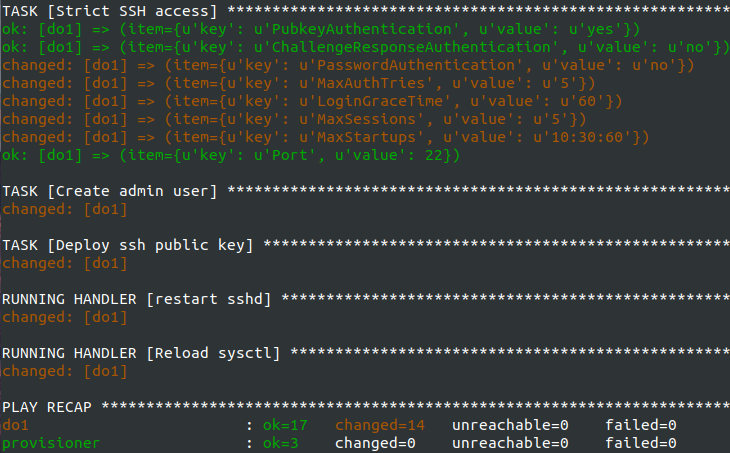 TASK [Strict SSH access] ********************************************************
ok: [do1] => (item={u'key': u'PubkeyAuthentication', u'value': u'yes'})
ok: [do1] => (item={u'key': u'ChallengeResponseAuthentication', u'value': u'no'})
changed: [do1] => (item={u'key': u'PasswordAuthentication', u'value': u'no'})
changed: [do1] => (item={u'key': u'MaxAuthTries', u'value': u'5'})
changed: [do1] => (item={u'key': u'LoginGraceTime', u'value': u'60'})
changed: [do1] => (item={u'key': u'MaxSessions', u'value': u'5'})
changed: [do1] => (item={u'key': u'MaxStartups', u'value': u'10:30:60'})
ok: [do1] => (item={u'key': u'Port', u'value': 22})
TASK [Create admin user] ********************************************************
changed: [do1]
TASK [Deploy ssh public key] ****************************************************
changed: [do1]
RUNNING HANDLER [restart sshd] **************************************************
changed: [do1]
RUNNING HANDLER [Reload sysctl] *************************************************
changed: [do1]
PLAY RECAP **********************************************************************
do1                        : ok=17   changed=14   unreachable=0    failed=0
provisioner                : ok=3    changed=0    unreachable=0    failed=0